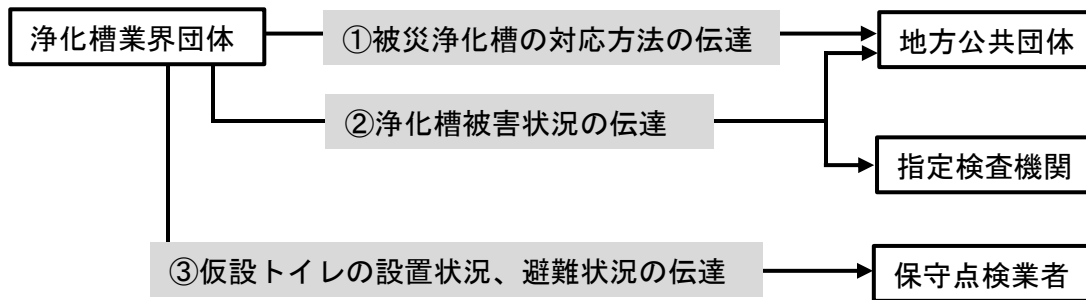 浄化槽業界団体
①被災浄化槽の対応方法の伝達
地方公共団体
②浄化槽被害状況の伝達
指定検査機関
③仮設トイレの設置状況、避難状況の伝達
保守点検業者